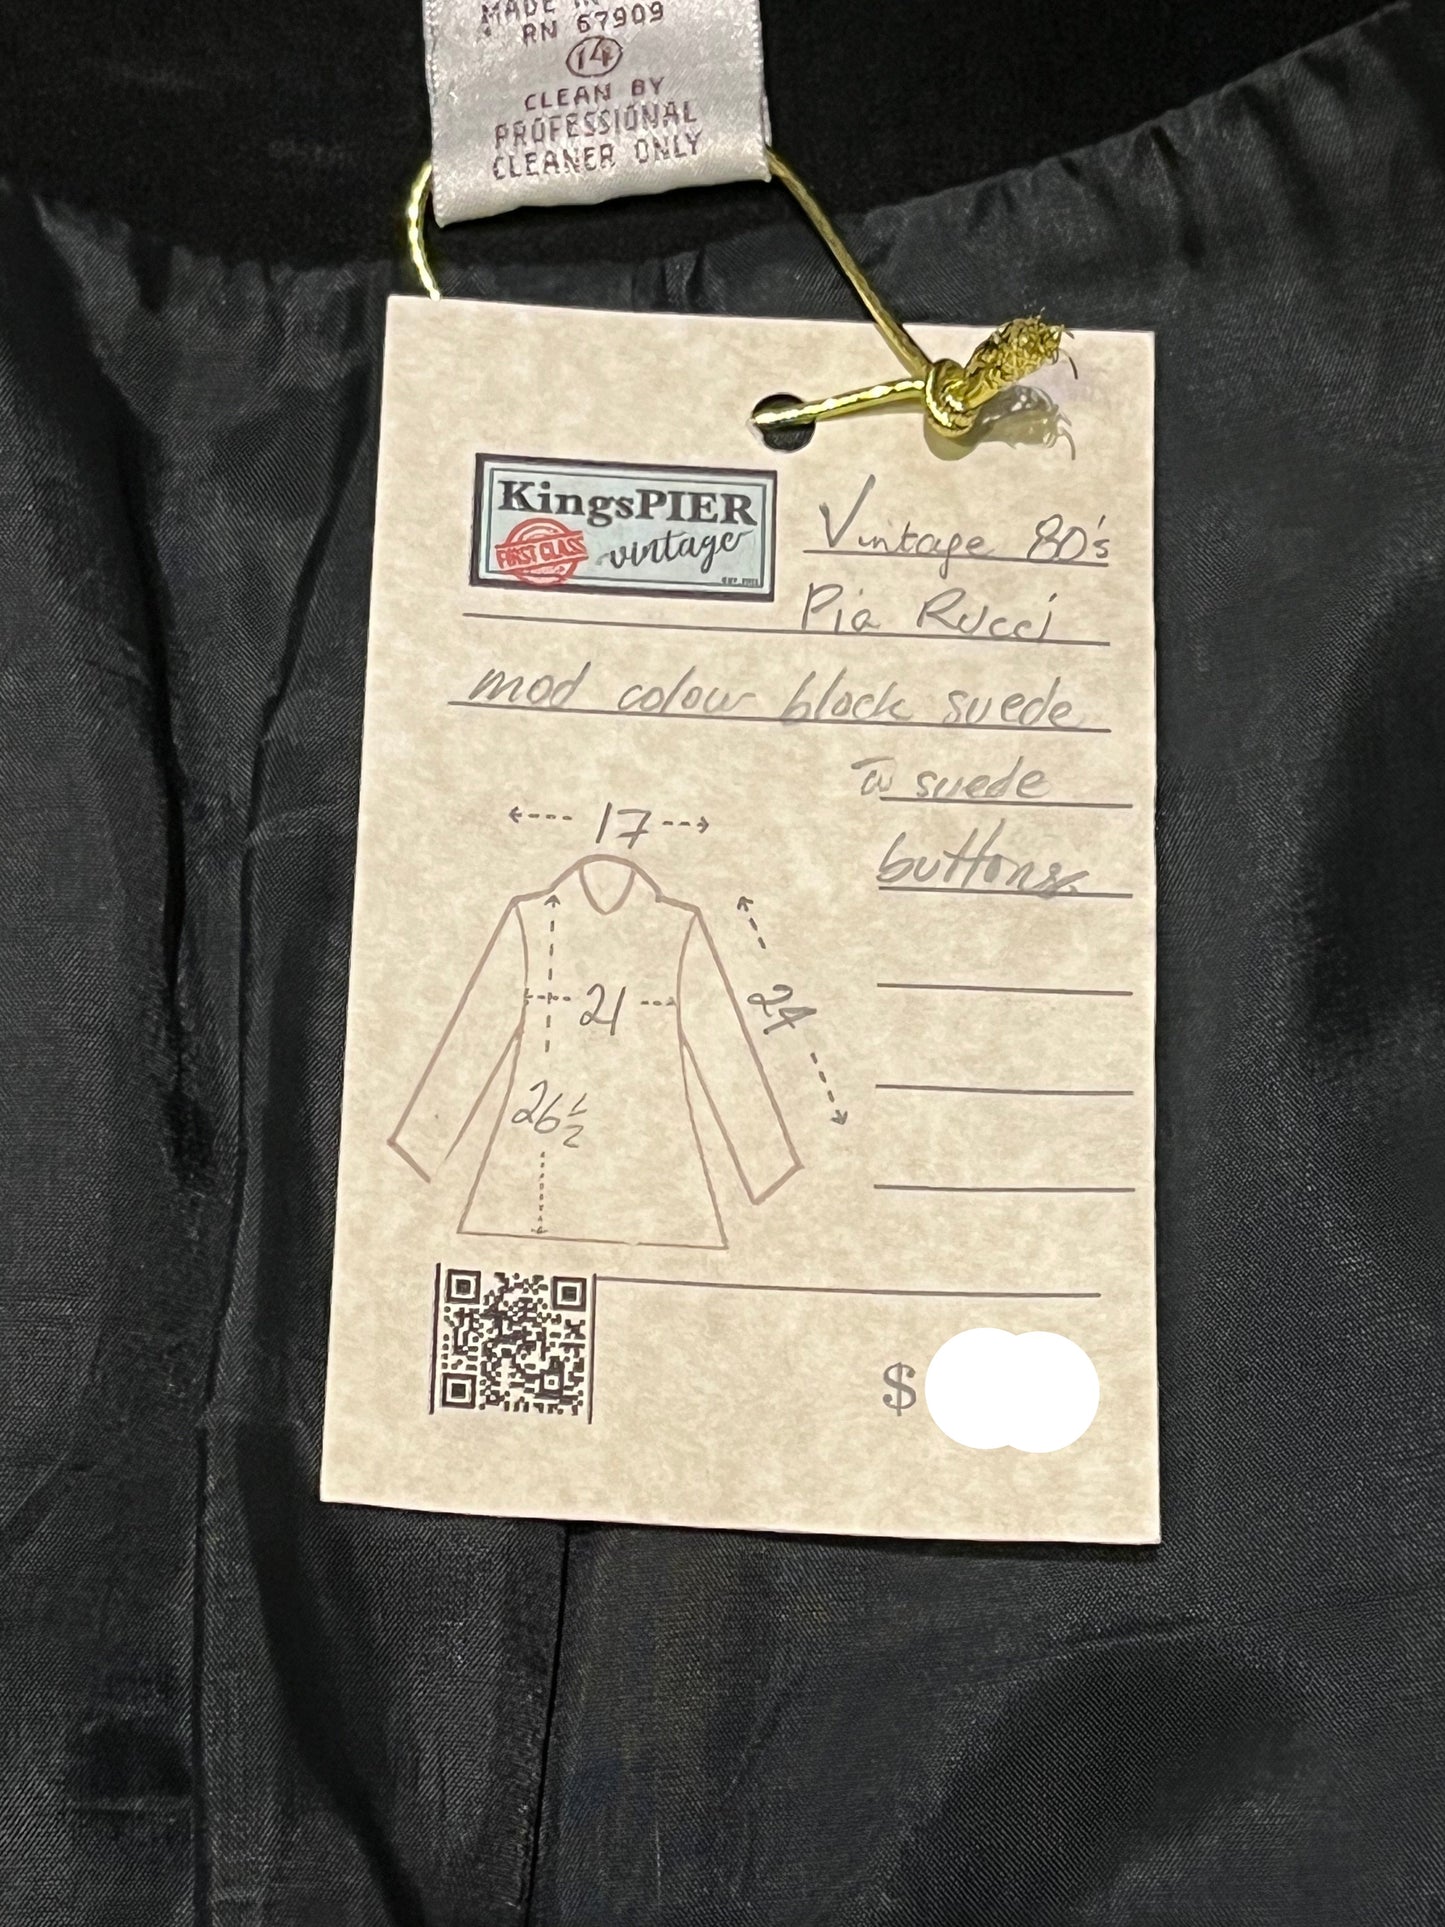 MADE IN
RN 67909
14
CLEAN BY
PROFESSIONAL
CLEANER ONLY
KingsPIER
FIRST CLASS
vintage
Vintage 80's
Pia Rucci
mod colour block suede
w suede
buttons
17
21
24
26 1/2
$